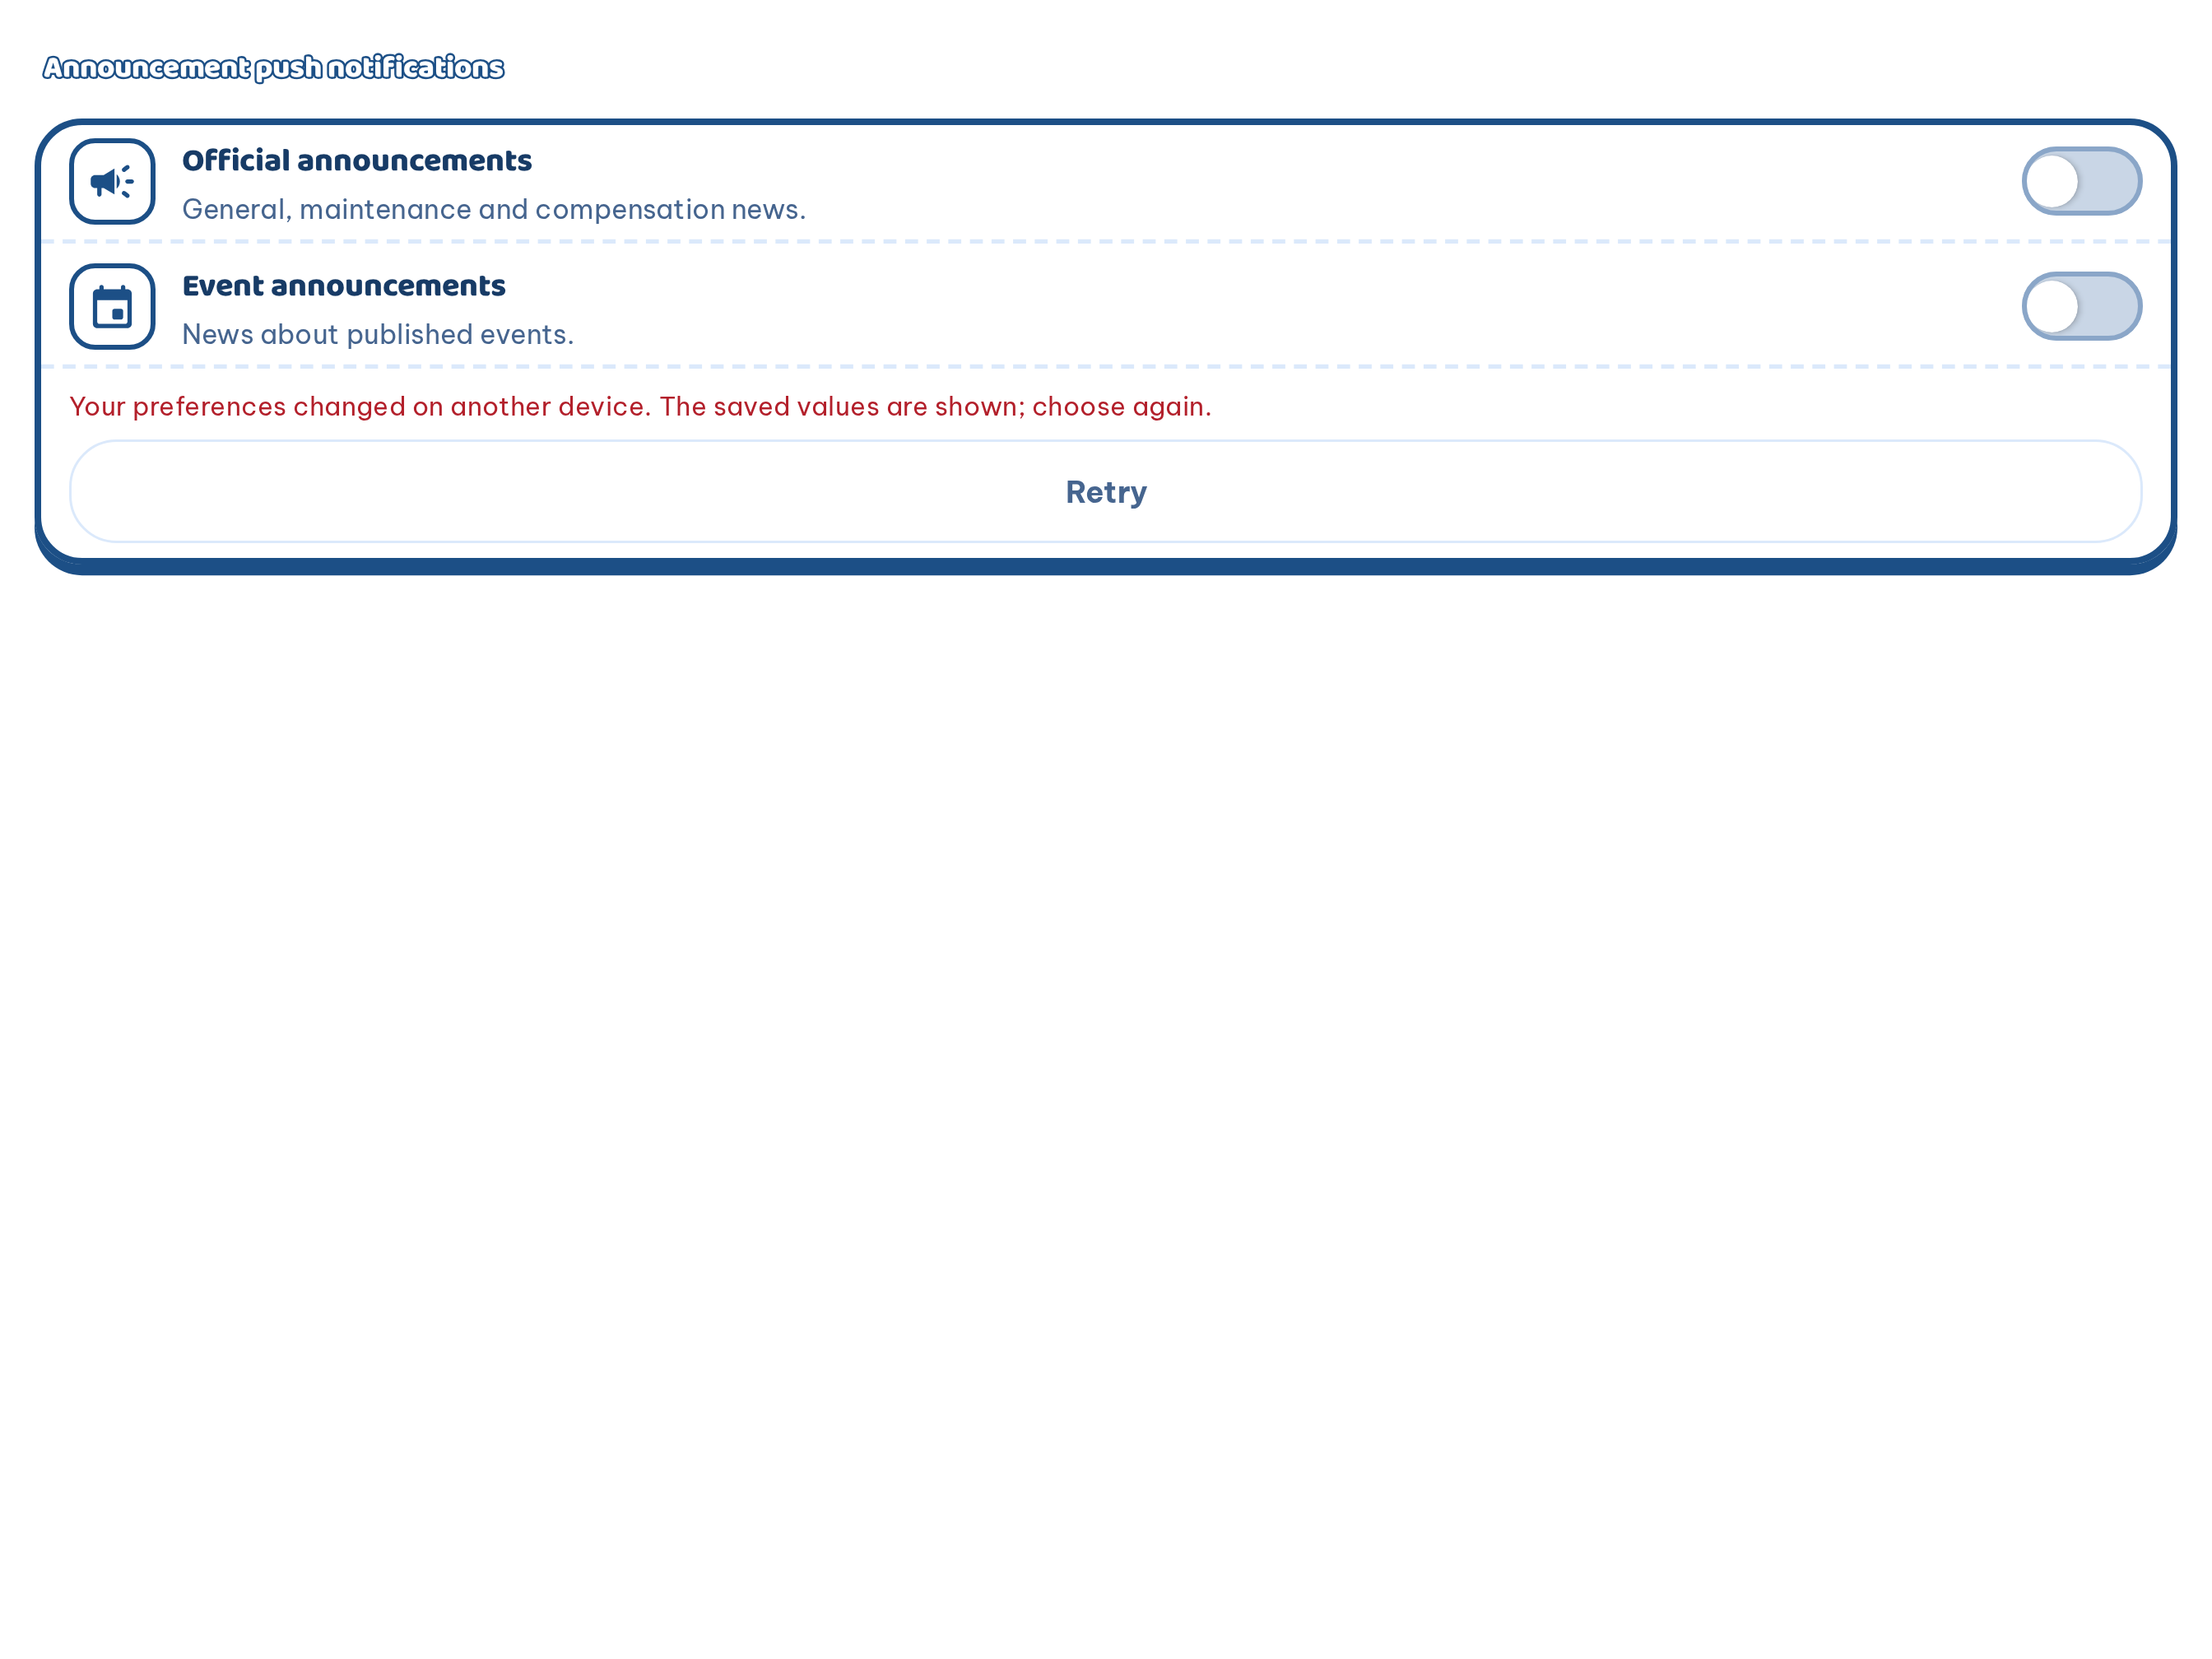 Announcement push notifications
Official announcements
General, maintenance and compensation news.
Event announcements
News about published events.
Your preferences changed on another device. The saved values are shown; choose again.
Retry